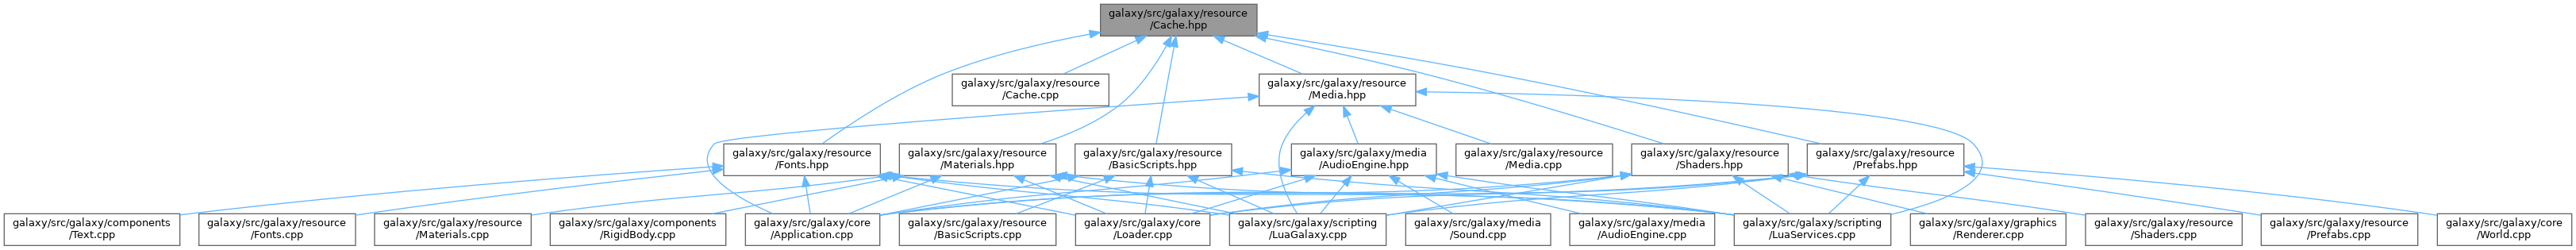 galaxy/src/galaxy/resource
/Cache.hpp
galaxy/src/galaxy/resource
/Cache.cpp
galaxy/src/galaxy/resource
/Media.hpp
galaxy/src/galaxy/resource
/Fonts.hpp
galaxy/src/galaxy/resource
/Materials.hpp
galaxy/src/galaxy/resource
/BasicScripts.hpp
galaxy/src/galaxy/media
/AudioEngine.hpp
galaxy/src/galaxy/resource
/Media.cpp
galaxy/src/galaxy/resource
/Shaders.hpp
galaxy/src/galaxy/resource
/Prefabs.hpp
galaxy/src/galaxy/components
/Text.cpp
galaxy/src/galaxy/resource
/Fonts.cpp
galaxy/src/galaxy/resource
/Materials.cpp
galaxy/src/galaxy/components
/RigidBody.cpp
galaxy/src/galaxy/core
/Application.cpp
galaxy/src/galaxy/resource
/BasicScripts.cpp
galaxy/src/galaxy/core
/Loader.cpp
galaxy/src/galaxy/scripting
/LuaGalaxy.cpp
galaxy/src/galaxy/media
/Sound.cpp
galaxy/src/galaxy/media
/AudioEngine.cpp
galaxy/src/galaxy/scripting
/LuaServices.cpp
galaxy/src/galaxy/graphics
/Renderer.cpp
galaxy/src/galaxy/resource
/Shaders.cpp
galaxy/src/galaxy/resource
/Prefabs.cpp
galaxy/src/galaxy/core
/World.cpp